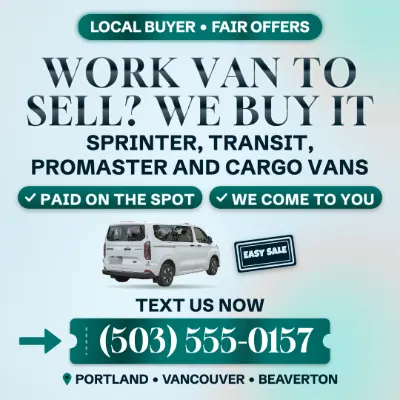 LOCAL BUYER • FAIR OFFERS
WORK VAN TO
SELL? WE BUY IT
SPRINTER, TRANSIT,
PROMASTER AND CARGO VANS
✓ PAID ON THE SPOT ✓ WE COME TO YOU
EASY SALE
TEXT US NOW
(503) 555-0157
PORTLAND • VANCOUVER • BEAVERTON